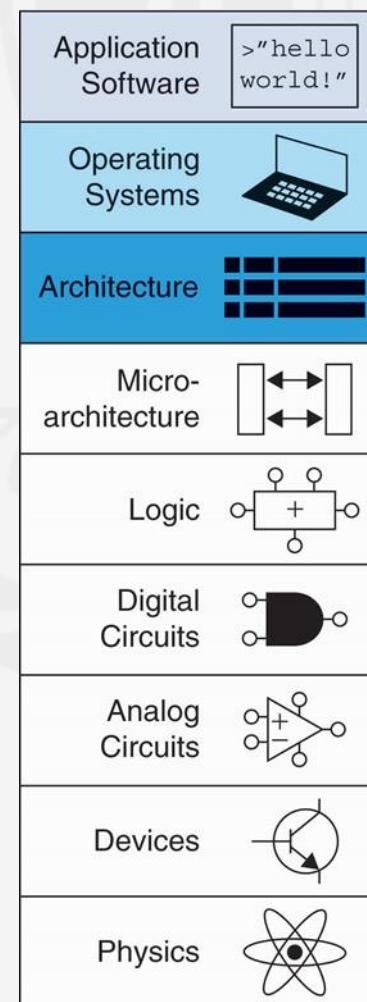 Application
Software
>"hello
world!"
Operating
Systems
Architecture
Micro-
architecture
Logic
+
Digital
Circuits
Analog
Circuits
+
−
Devices
Physics